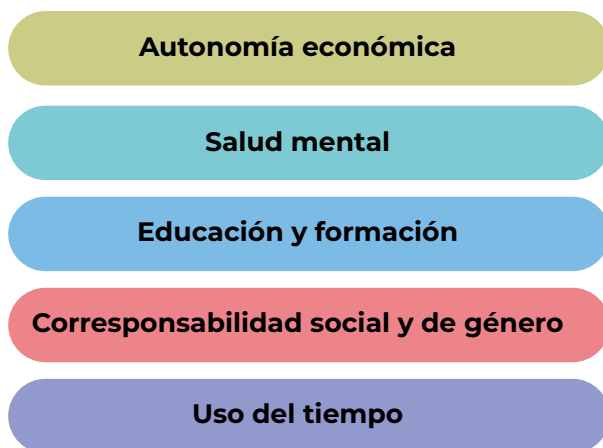 Autonomía económica
Salud mental
Educación y formación
Corresponsabilidad social y de género
Uso del tiempo